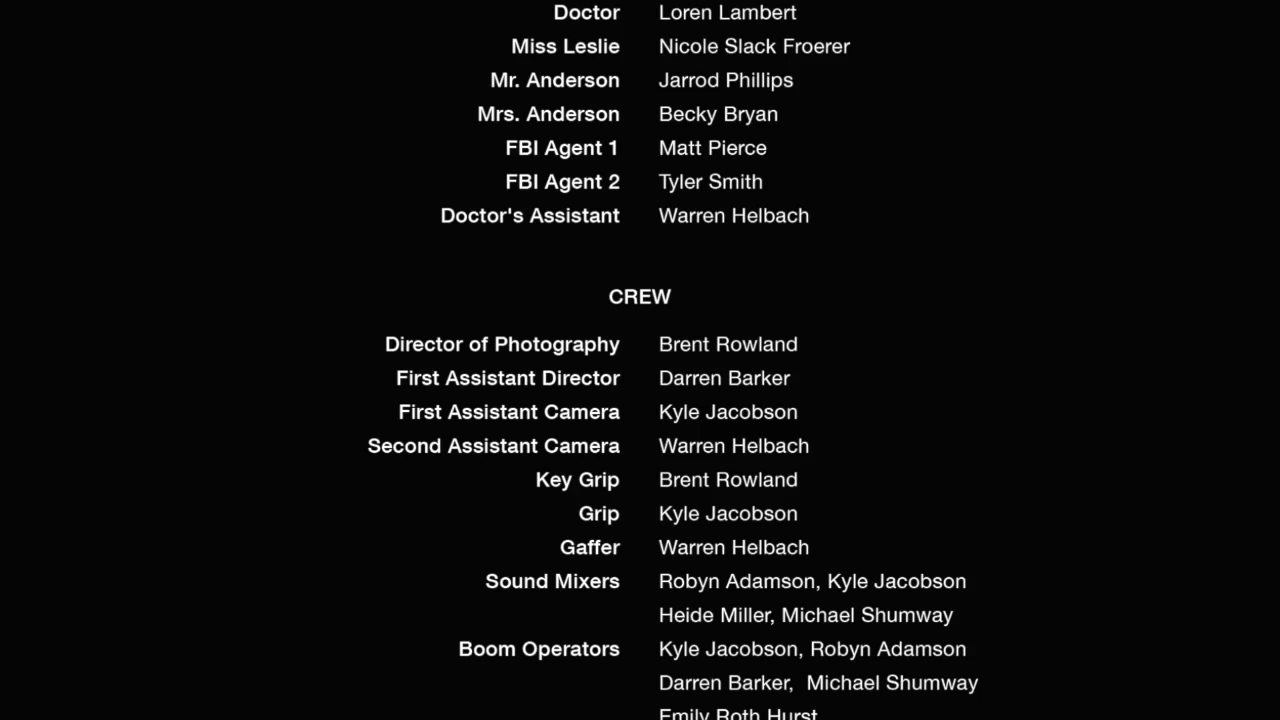 Doctor Loren Lambert
Miss Leslie Nicole Slack Froerer
Mr. Anderson Jarrod Phillips
Mrs. Anderson Becky Bryan
FBI Agent 1 Matt Pierce
FBI Agent 2 Tyler Smith
Doctor's Assistant Warren Helbach
CREW
Director of Photography Brent Rowland
First Assistant Director Darren Barker
First Assistant Camera Kyle Jacobson
Second Assistant Camera Warren Helbach
Key Grip Brent Rowland
Grip Kyle Jacobson
Gaffer Warren Helbach
Sound Mixers Robyn Adamson, Kyle Jacobson
Heide Miller, Michael Shumway
Boom Operators Kyle Jacobson, Robyn Adamson
Darren Barker,  Michael Shumway
Emily Roth Hurst